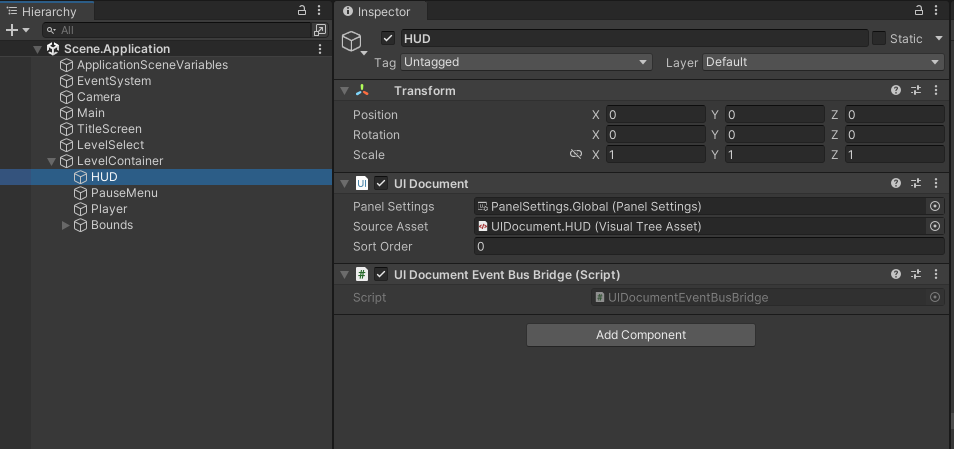 Hierarchy
All
Scene.Application
ApplicationSceneVariables
EventSystem
Camera
Main
TitleScreen
LevelSelect
LevelContainer
HUD
PauseMenu
Player
Bounds
Inspector
HUD Static
Tag Untagged Layer Default
Transform
Position X 0 Y 0 Z 0
Rotation X 0 Y 0 Z 0
Scale X 1 Y 1 Z 1
UI UI Document
Panel Settings PanelSettings.Global (Panel Settings)
Source Asset UIDocument.HUD (Visual Tree Asset)
Sort Order 0
# UI Document Event Bus Bridge (Script)
Script # UIDocumentEventBusBridge
Add Component